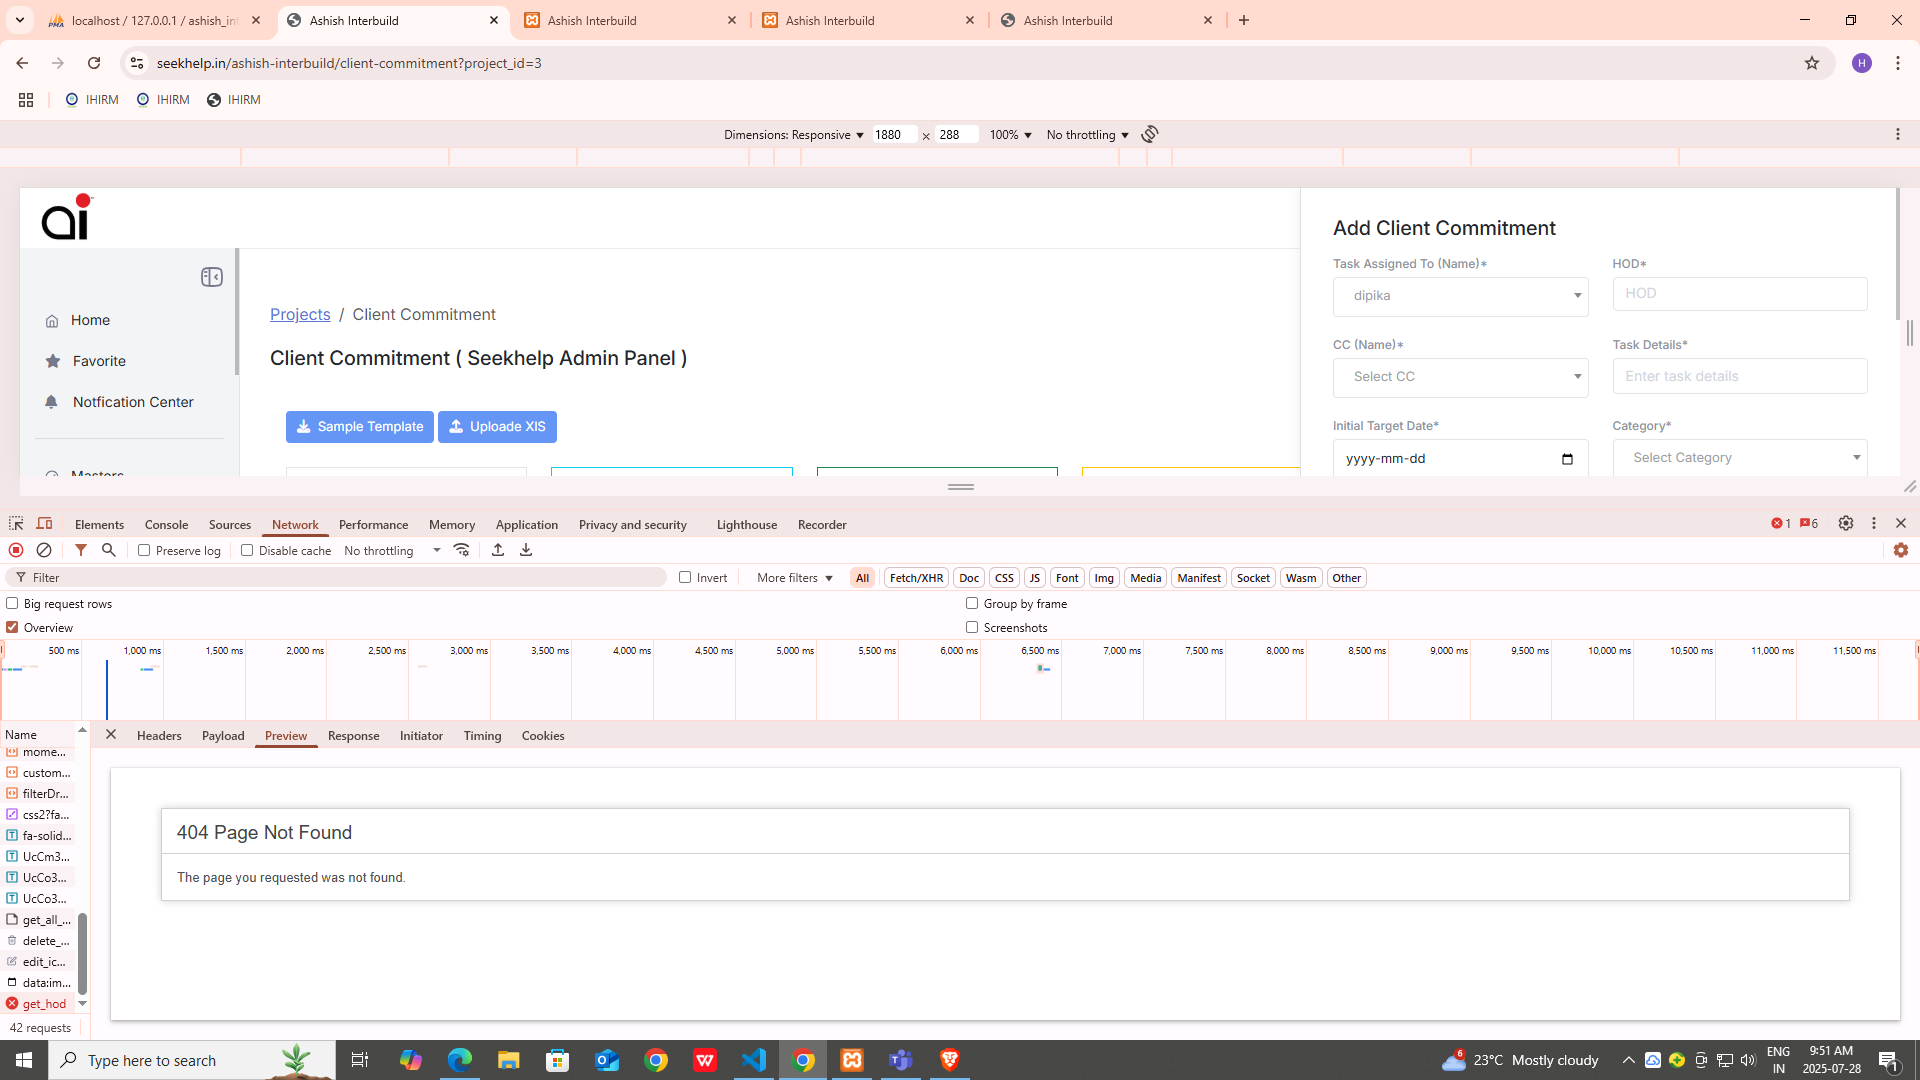 localhost / 127.0.0.1 / ashish_int
Ashish Interbuild
Ashish Interbuild
Ashish Interbuild
Ashish Interbuild
seekhelp.in/ashish-interbuild/client-commitment?project_id=3
H
IHIRM
IHIRM
IHIRM
Dimensions: Responsive 1880 x 288 100% No throttling
ai
Home
Favorite
Notfication Center
Masters
Projects / Client Commitment
Client Commitment ( Seekhelp Admin Panel )
Sample Template
Uploade XlS
Add Client Commitment
Task Assigned To (Name)*
HOD*
dipika
HOD
CC (Name)*
Task Details*
Select CC
Enter task details
Initial Target Date*
Category*
yyyy-mm-dd
Select Category
Elements Console Sources Network Performance Memory Application Privacy and security Lighthouse Recorder
1 6
Preserve log Disable cache No throttling
Filter Invert More filters All Fetch/XHR Doc CSS JS Font Img Media Manifest Socket Wasm Other
Big request rows Group by frame
Overview Screenshots
500 ms 1,000 ms 1,500 ms 2,000 ms 2,500 ms 3,000 ms 3,500 ms 4,000 ms 4,500 ms 5,000 ms 5,500 ms 6,000 ms 6,500 ms 7,000 ms 7,500 ms 8,000 ms 8,500 ms 9,000 ms 9,500 ms 10,000 ms 10,500 ms 11,000 ms 11,500 ms
Name
Headers Payload Preview Response Initiator Timing Cookies
mome...
custom...
filterDr...
css2?fa...
fa-solid...
UcCm3...
UcCo3...
UcCo3...
get_all_...
delete_...
edit_ic...
data:im...
get_hod
42 requests
404 Page Not Found
The page you requested was not found.
Type here to search
6
23°C Mostly cloudy
ENG
IN
9:51 AM
2025-07-28
1